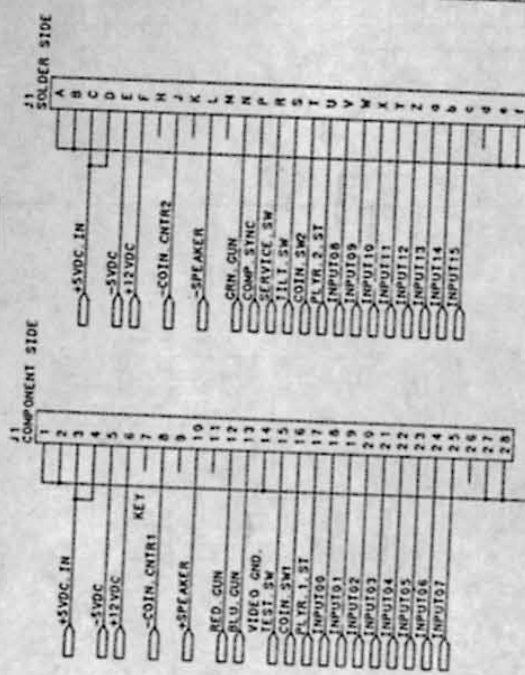 J1
SOLDER SIDE
A
B
C
D
E
F
H
J
K
L
M
N
P
R
S
T
U
V
W
X
Y
Z
a
b
c
d
e
f
+5VDC_IN
-5VDC
+12VDC
-COIN_CNTR2
-SPEAKER
GRN_GUN
COMP_SYNC
SERVICE_SW
TILT_SW
COIN_SW2
PLYR_2_ST
INPUT08
INPUT09
INPUT10
INPUT11
INPUT12
INPUT13
INPUT14
INPUT15
J1
COMPONENT SIDE
1
2
3
4
5
6
7
8
9
10
11
12
13
14
15
16
17
18
19
20
21
22
23
24
25
26
27
28
+5VDC_IN
-5VDC
+12VDC
KEY
-COIN_CNTR1
+SPEAKER
RED_GUN
BLU_GUN
VIDEO GND.
TEST_SW
COIN_SW1
PLYR_1_ST
INPUT00
INPUT01
INPUT02
INPUT03
INPUT04
INPUT05
INPUT06
INPUT07